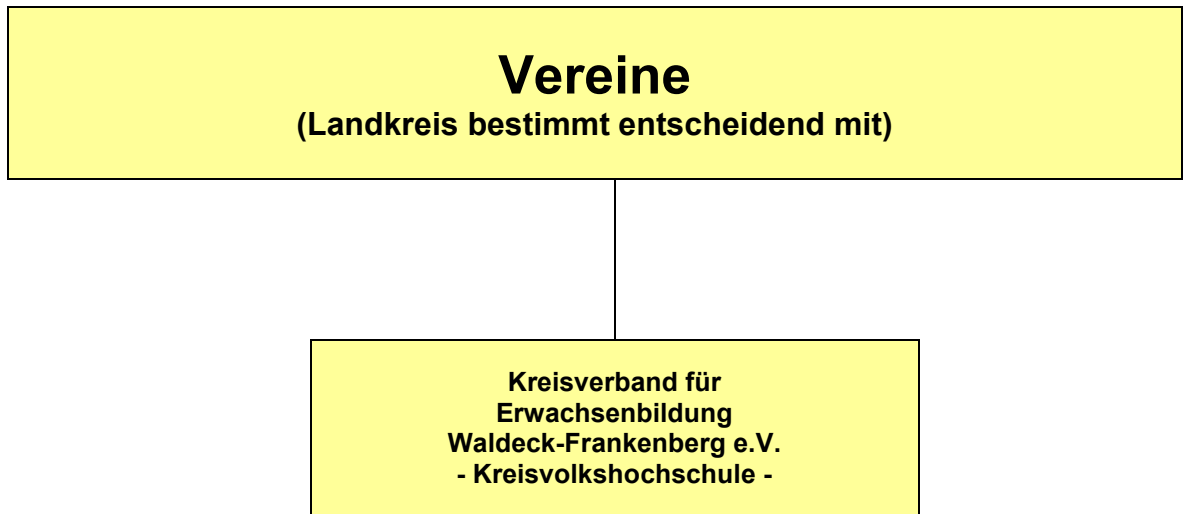 Vereine
(Landkreis bestimmt entscheidend mit)
Kreisverband für
Erwachsenbildung
Waldeck-Frankenberg e.V.
- Kreisvolkshochschule -